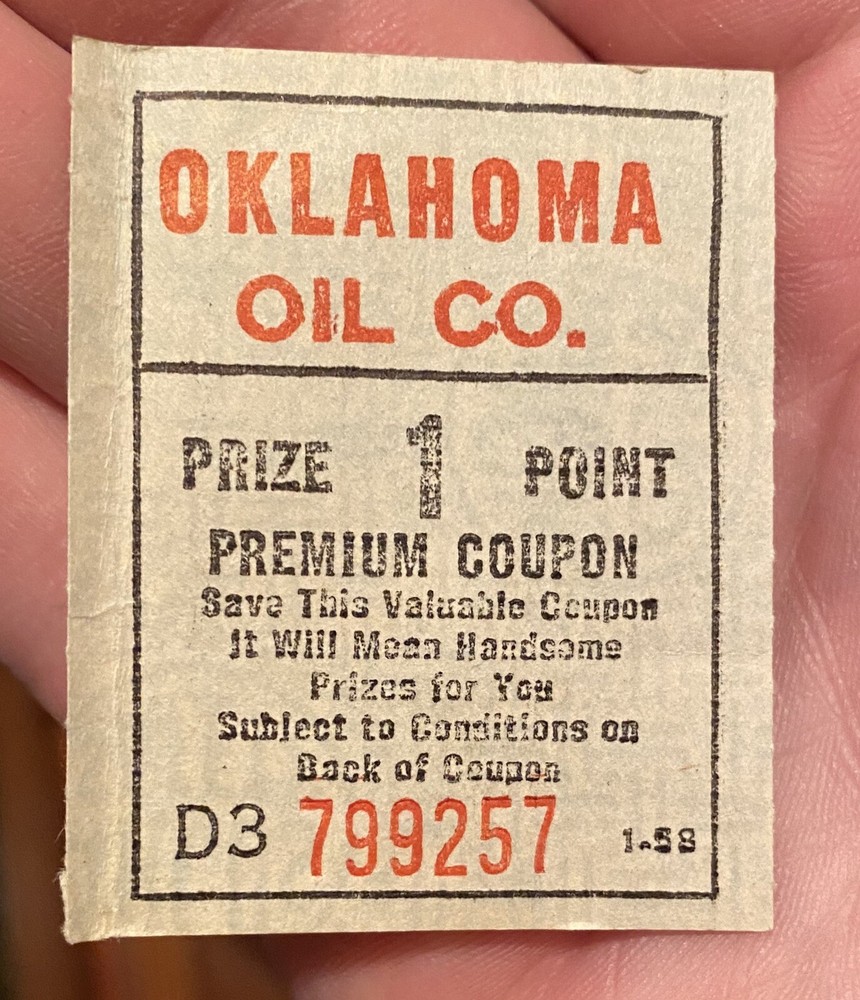 OKLAHOMA
OIL CO.
PRIZE 1 POINT
PREMIUM COUPON
Save This Valuable Coupon
It Will Mean Handsome
Prizes for You
Subject to Conditions on
Back of Coupon
D3 799257 1-58